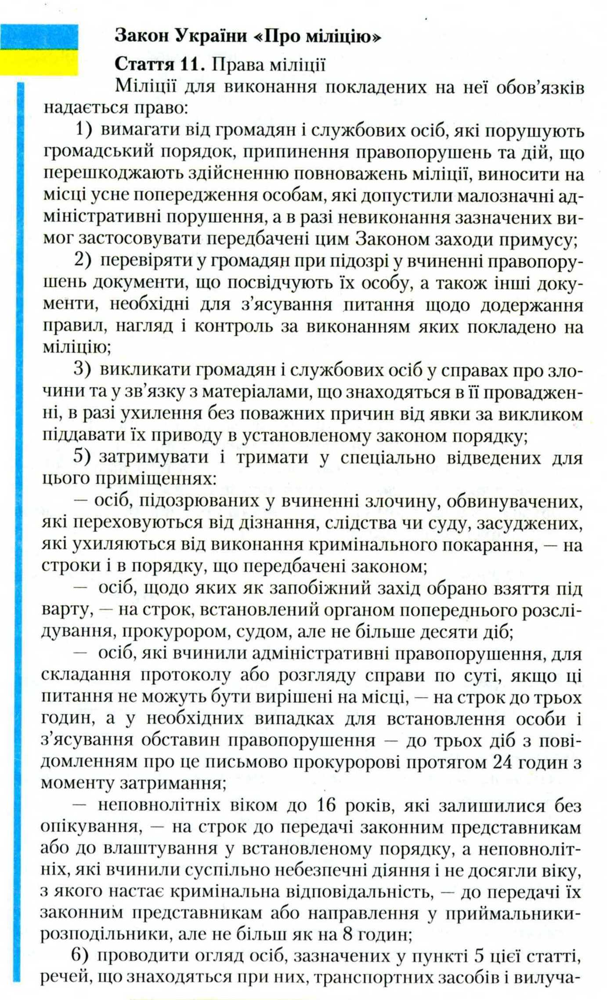 Закон України «Про міліцію»
Стаття 11. Права міліції
Міліції для виконання покладених на неї обов’язків
надається право:
1) вимагати від громадян і службових осіб, які порушують
громадський порядок, припинення правопорушень та дій, що
перешкоджають здійсненню повноважень міліції, виносити на
місці усне попередження особам, які допустили малозначні ад-
міністративні порушення, а в разі невиконання зазначених ви-
мог застосовувати передбачені цим Законом заходи примусу;
2) перевіряти у громадян при підозрі у вчиненні правопору-
шень документи, що посвідчують їх особу, а також інші доку-
менти, необхідні для з’ясування питання щодо додержання
правил, нагляд і контроль за виконанням яких покладено на
міліцію;
3) викликати громадян і службових осіб у справах про зло-
чини та у зв’язку з матеріалами, що знаходяться в її проваджен-
ні, в разі ухилення без поважних причин від явки за викликом
піддавати їх приводу в установленому законом порядку;
5) затримувати і тримати у спеціально відведених для
цього приміщеннях:
— осіб, підозрюваних у вчиненні злочину, обвинувачених,
які переховуються від дізнання, слідства чи суду, засуджених,
які ухиляються від виконання кримінального покарання, — на
строки і в порядку, що передбачені законом;
— осіб, щодо яких як запобіжний захід обрано взяття під
варту, — на строк, встановлений органом попереднього розслі-
дування, прокурором, судом, але не більше десяти діб;
— осіб, які вчинили адміністративні правопорушення, для
складання протоколу або розгляду справи по суті, якщо ці
питання не можуть бути вирішені на місці, — на строк до трьох
годин, а у необхідних випадках для встановлення особи і
з’ясування обставин правопорушення — до трьох діб з пові-
домленням про це письмово прокуророві протягом 24 годин з
моменту затримання;
— неповнолітніх віком до 16 років, які залишилися без
опікування, — на строк до передачі законним представникам
або до влаштування у встановленому порядку, а неповноліт-
ніх, які вчинили суспільно небезпечні діяння і не досягли віку,
з якого настає кримінальна відповідальність, — до передачі їх
законним представникам або направлення у приймальники-
розподільники, але не більш як на 8 годин;
6) проводити огляд осіб, зазначених у пункті 5 цієї статті,
речей, що знаходяться при них, транспортних засобів і вилуча-